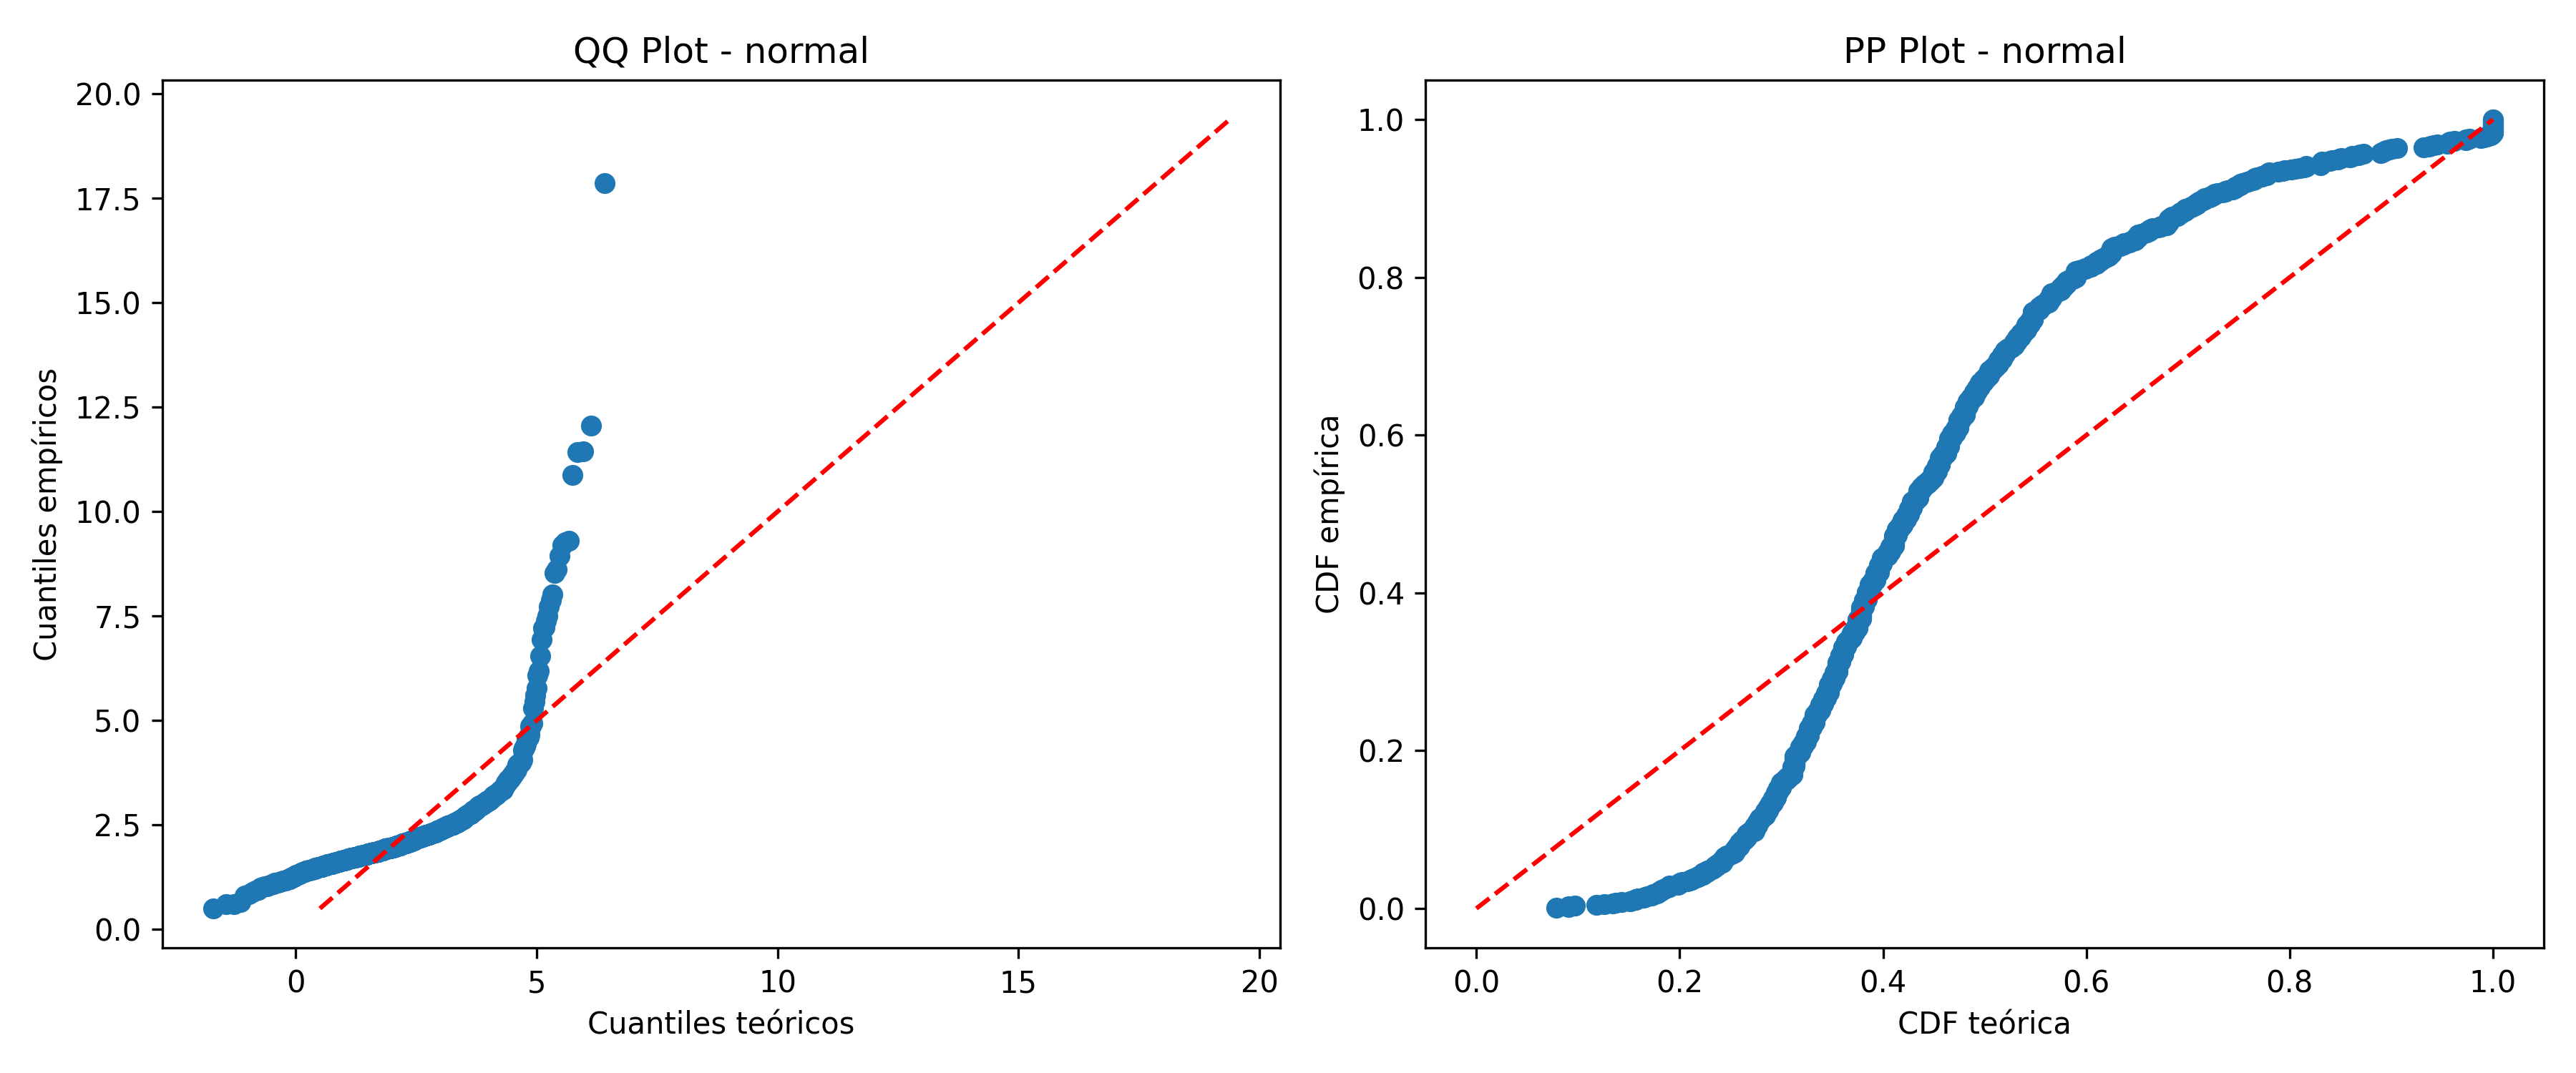 QQ Plot - normal
20.0
17.5
15.0
12.5
10.0
7.5
5.0
2.5
0.0
Cuantiles empíricos
0 5 10 15 20
Cuantiles teóricos
PP Plot - normal
1.0
0.8
0.6
0.4
0.2
0.0
CDF empírica
0.0 0.2 0.4 0.6 0.8 1.0
CDF teórica